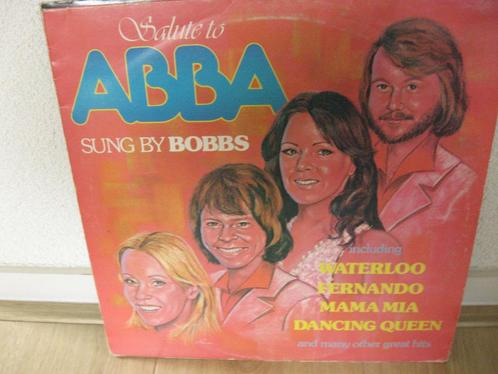 Salute to
ABBA
SUNG BY BOBBS
including
WATERLOO
FERNANDO
MAMA MIA
DANCING QUEEN
and many other great hits